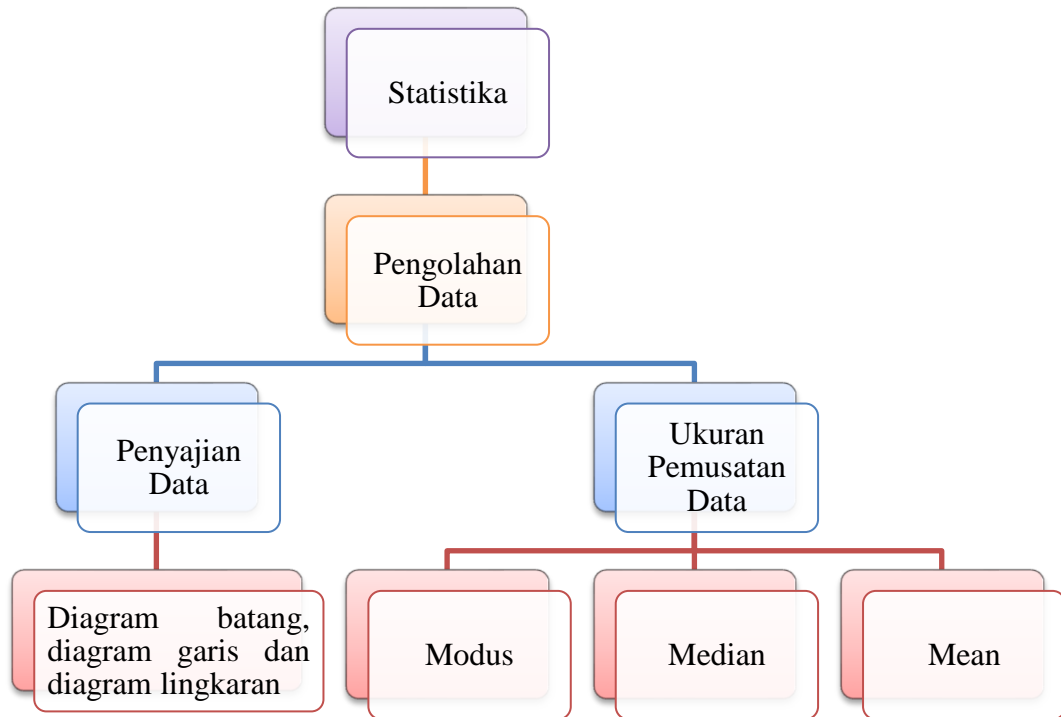 Statistika
Pengolahan
Data
Penyajian
Data
Ukuran
Pemusatan
Data
Diagram batang,
diagram garis dan
diagram lingkaran
Modus
Median
Mean